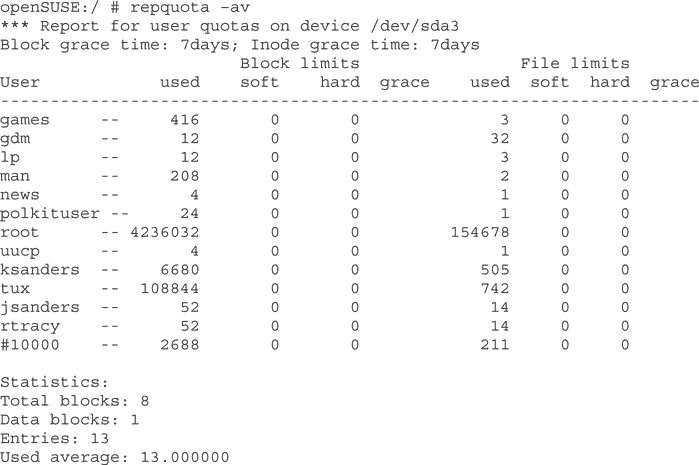 openSUSE:/ # repquota -av
*** Report for user quotas on device /dev/sda3
Block grace time: 7days; Inode grace time: 7days
                        Block limits                File limits
User            used    soft    hard  grace    used  soft  hard  grace
----------------------------------------------------------------------
games     --     416       0       0              3     0     0
gdm       --      12       0       0             32     0     0
lp        --      12       0       0              3     0     0
man       --     208       0       0              2     0     0
news      --       4       0       0              1     0     0
polkituser --     24       0       0              1     0     0
root      -- 4236032       0       0         154678     0     0
uucp      --       4       0       0              1     0     0
ksanders  --    6680       0       0            505     0     0
tux       --  108844       0       0            742     0     0
jsanders  --      52       0       0             14     0     0
rtracy    --      52       0       0             14     0     0
#10000    --    2688       0       0            211     0     0

Statistics:
Total blocks: 8
Data blocks: 1
Entries: 13
Used average: 13.000000